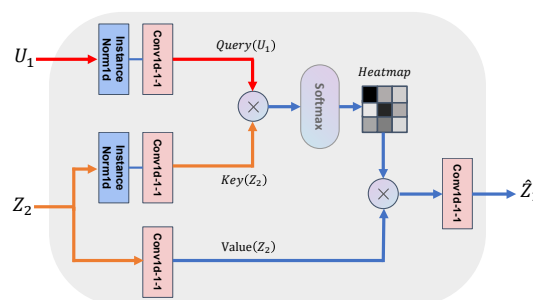 U₁
Instance Norm1d
Conv1d-1-1
Query(U₁)
×
Softmax
Heatmap
Z₂
Instance Norm1d
Conv1d-1-1
Key(Z₂)
×
Conv1d-1-1
Ẑ
Conv1d-1-1
Value(Z₂)